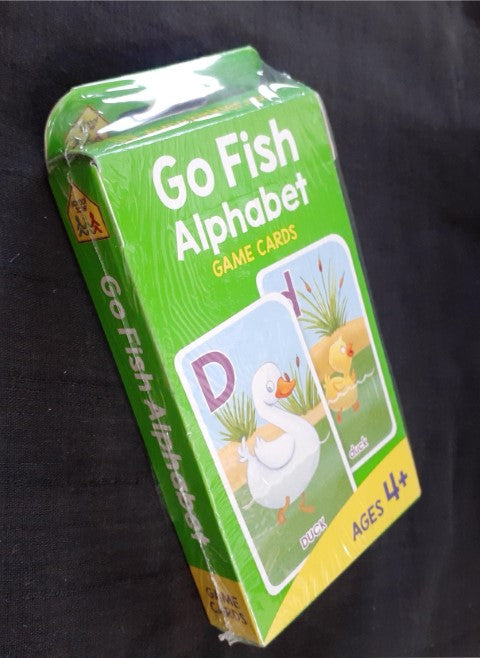 Go Fish
Alphabet
GAME CARDS
D
d
DUCK
duck
AGES 4+
Go Fish Alphabet
GAME
CARDS